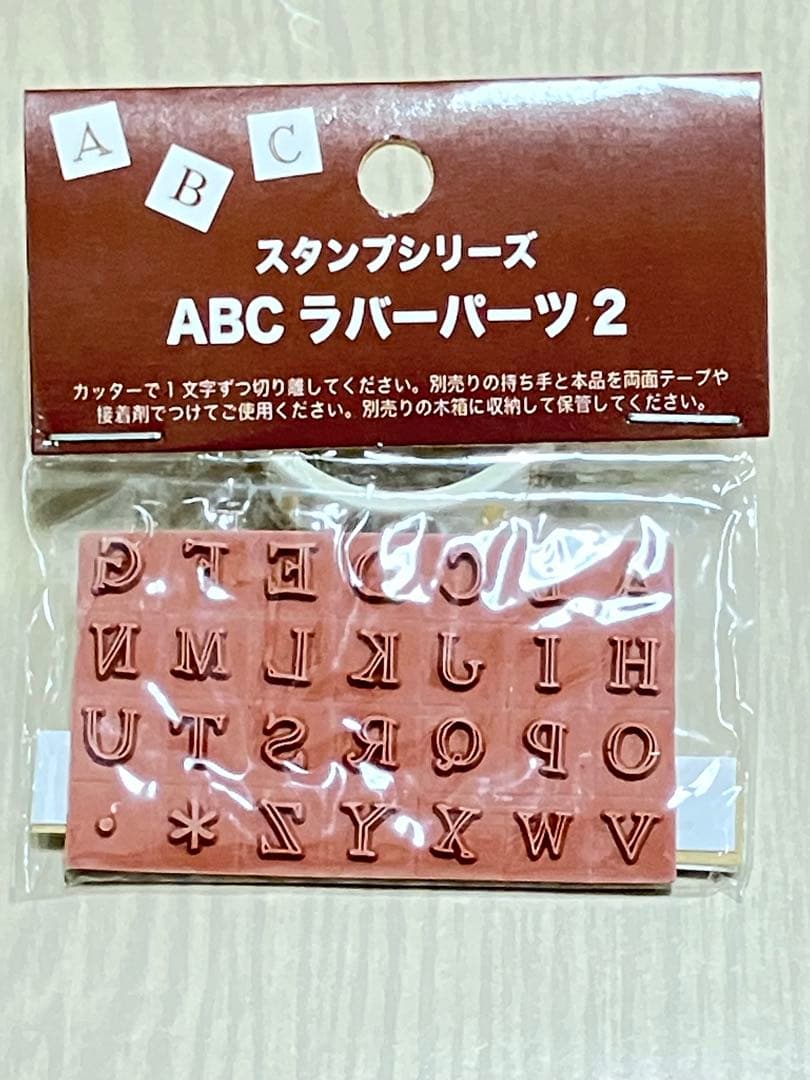 A
B
C
スタンプシリーズ
ABC ラバーパーツ 2
カッターで 1 文字ずつ切り離してください。別売りの持ち手と本品を両面テープや
接着剤でつけてご使用ください。別売りの木箱に収納して保管してください。
G F E D C A
N M L K J I H
U T S R Q P O
・ * Z Y X W V